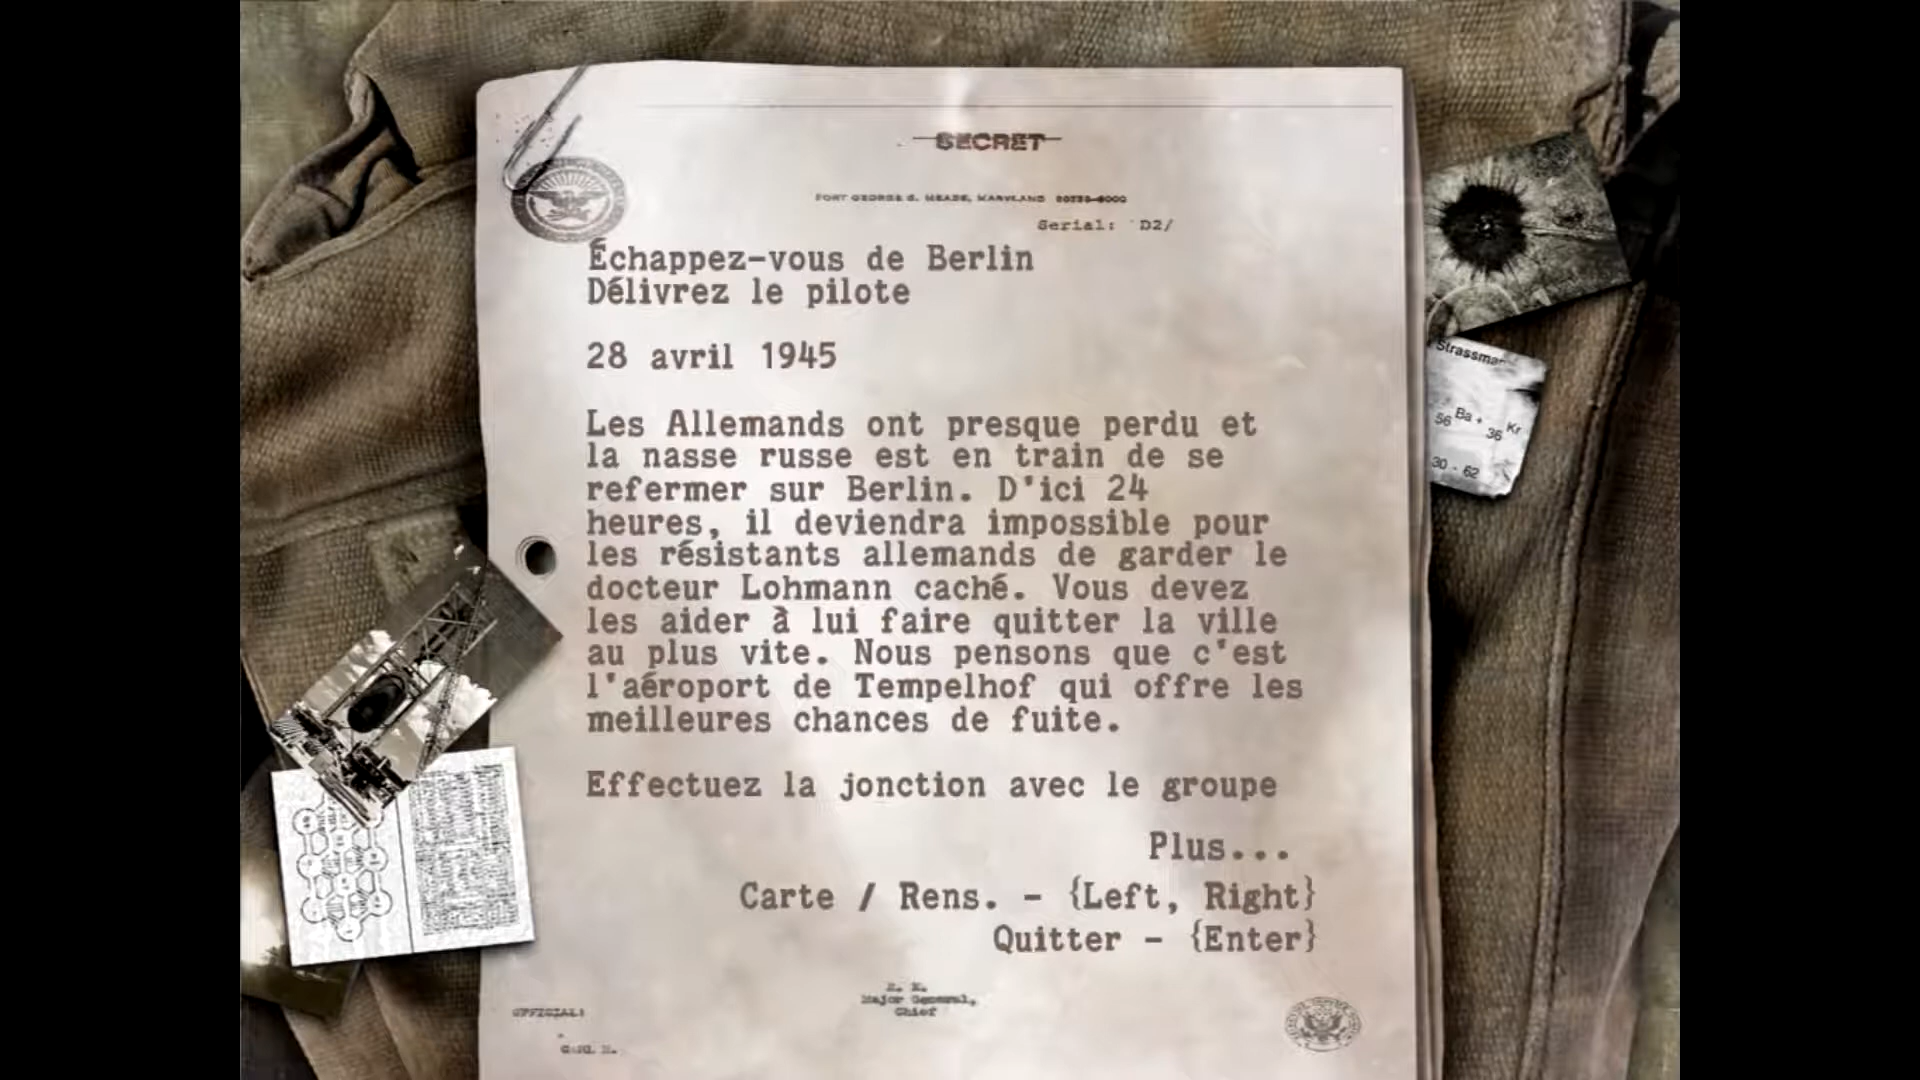 SECRET
FORT GEORGE G. MEADE, MARYLAND 20755-6000
Serial: D2/
Échappez-vous de Berlin
Délivrez le pilote
28 avril 1945
Les Allemands ont presque perdu et
la nasse russe est en train de se
refermer sur Berlin. D'ici 24
heures, il deviendra impossible pour
les résistants allemands de garder le
docteur Lohmann caché. Vous devez
les aider à lui faire quitter la ville
au plus vite. Nous pensons que c'est
l'aéroport de Tempelhof qui offre les
meilleures chances de fuite.
Effectuez la jonction avec le groupe
Plus...
Carte / Rens. - {Left, Right}
Quitter - {Enter}
Major General,
Chief
OFFICIAL:
56 Ba + 36 Kr
30 - 62